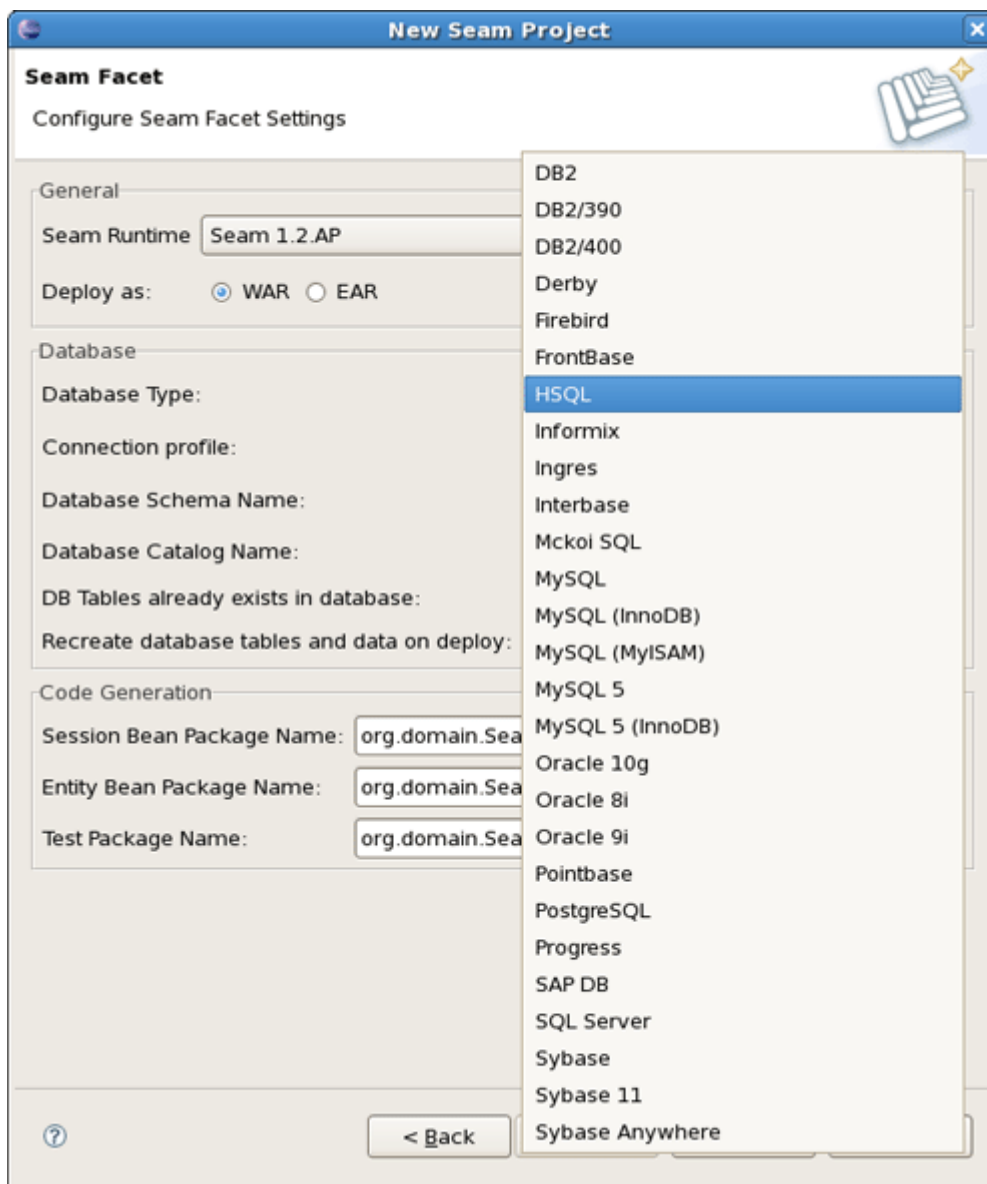 New Seam Project
Seam Facet
Configure Seam Facet Settings
General
Seam Runtime Seam 1.2.AP
Deploy as: WAR EAR
Database
Database Type:
Connection profile:
Database Schema Name:
Database Catalog Name:
DB Tables already exists in database:
Recreate database tables and data on deploy:
Code Generation
Session Bean Package Name: org.domain.Sea
Entity Bean Package Name: org.domain.Sea
Test Package Name: org.domain.Sea
DB2
DB2/390
DB2/400
Derby
Firebird
FrontBase
HSQL
Informix
Ingres
Interbase
Mckoi SQL
MySQL
MySQL (InnoDB)
MySQL (MyISAM)
MySQL 5
MySQL 5 (InnoDB)
Oracle 10g
Oracle 8i
Oracle 9i
Pointbase
PostgreSQL
Progress
SAP DB
SQL Server
Sybase
Sybase 11
Sybase Anywhere
? < Back